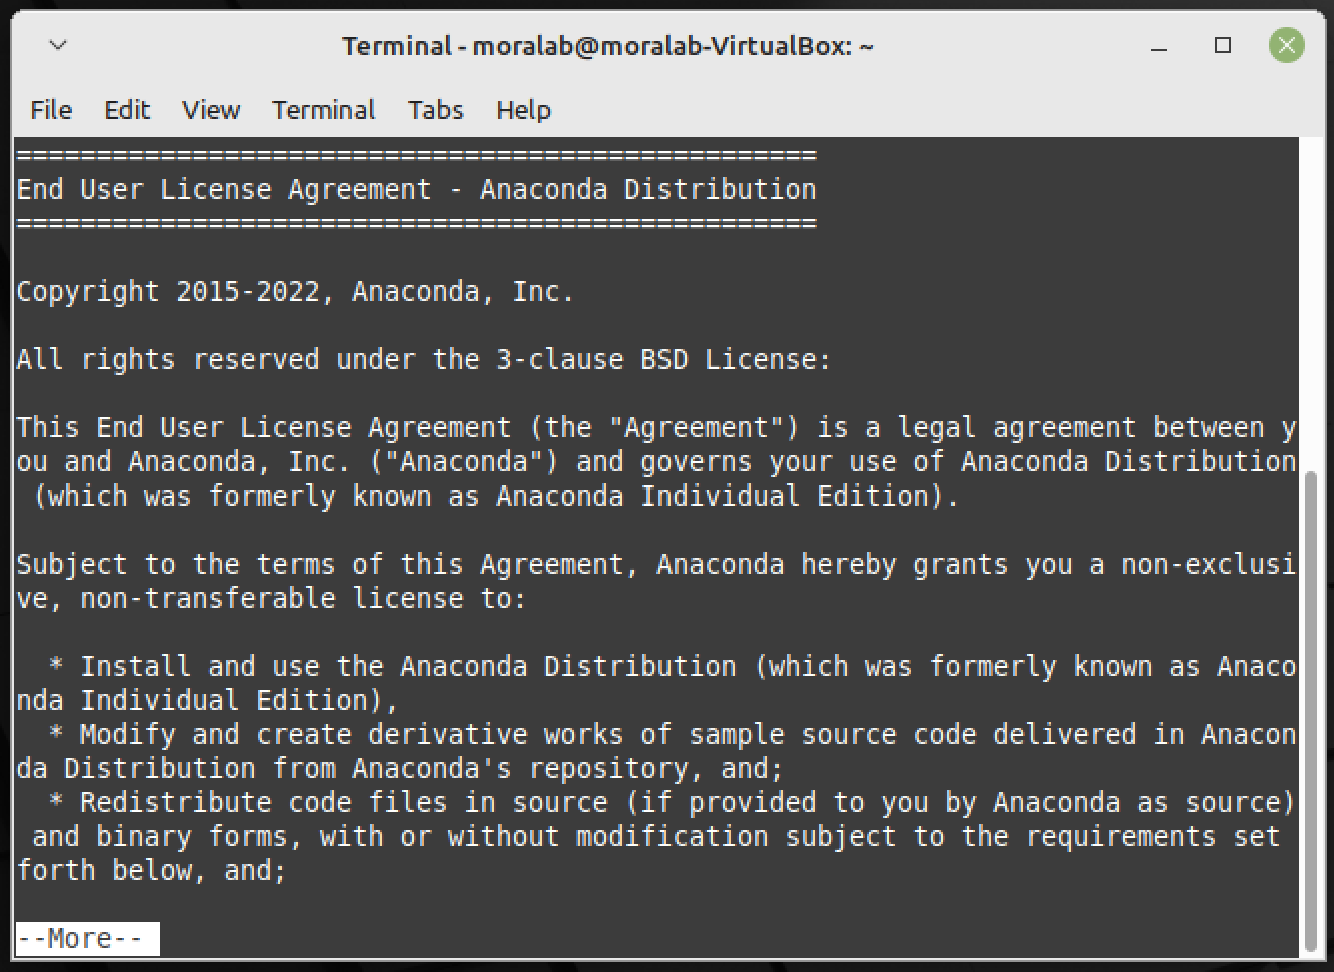 Terminal - moralab@moralab-VirtualBox: ~
File Edit View Terminal Tabs Help
==================================================
End User License Agreement - Anaconda Distribution
==================================================
Copyright 2015-2022, Anaconda, Inc.
All rights reserved under the 3-clause BSD License:
This End User License Agreement (the "Agreement") is a legal agreement between y
ou and Anaconda, Inc. ("Anaconda") and governs your use of Anaconda Distribution
 (which was formerly known as Anaconda Individual Edition).
Subject to the terms of this Agreement, Anaconda hereby grants you a non-exclusi
ve, non-transferable license to:
  * Install and use the Anaconda Distribution (which was formerly known as Anaco
nda Individual Edition),
  * Modify and create derivative works of sample source code delivered in Anacon
da Distribution from Anaconda's repository, and;
  * Redistribute code files in source (if provided to you by Anaconda as source)
 and binary forms, with or without modification subject to the requirements set
forth below, and;
--More--